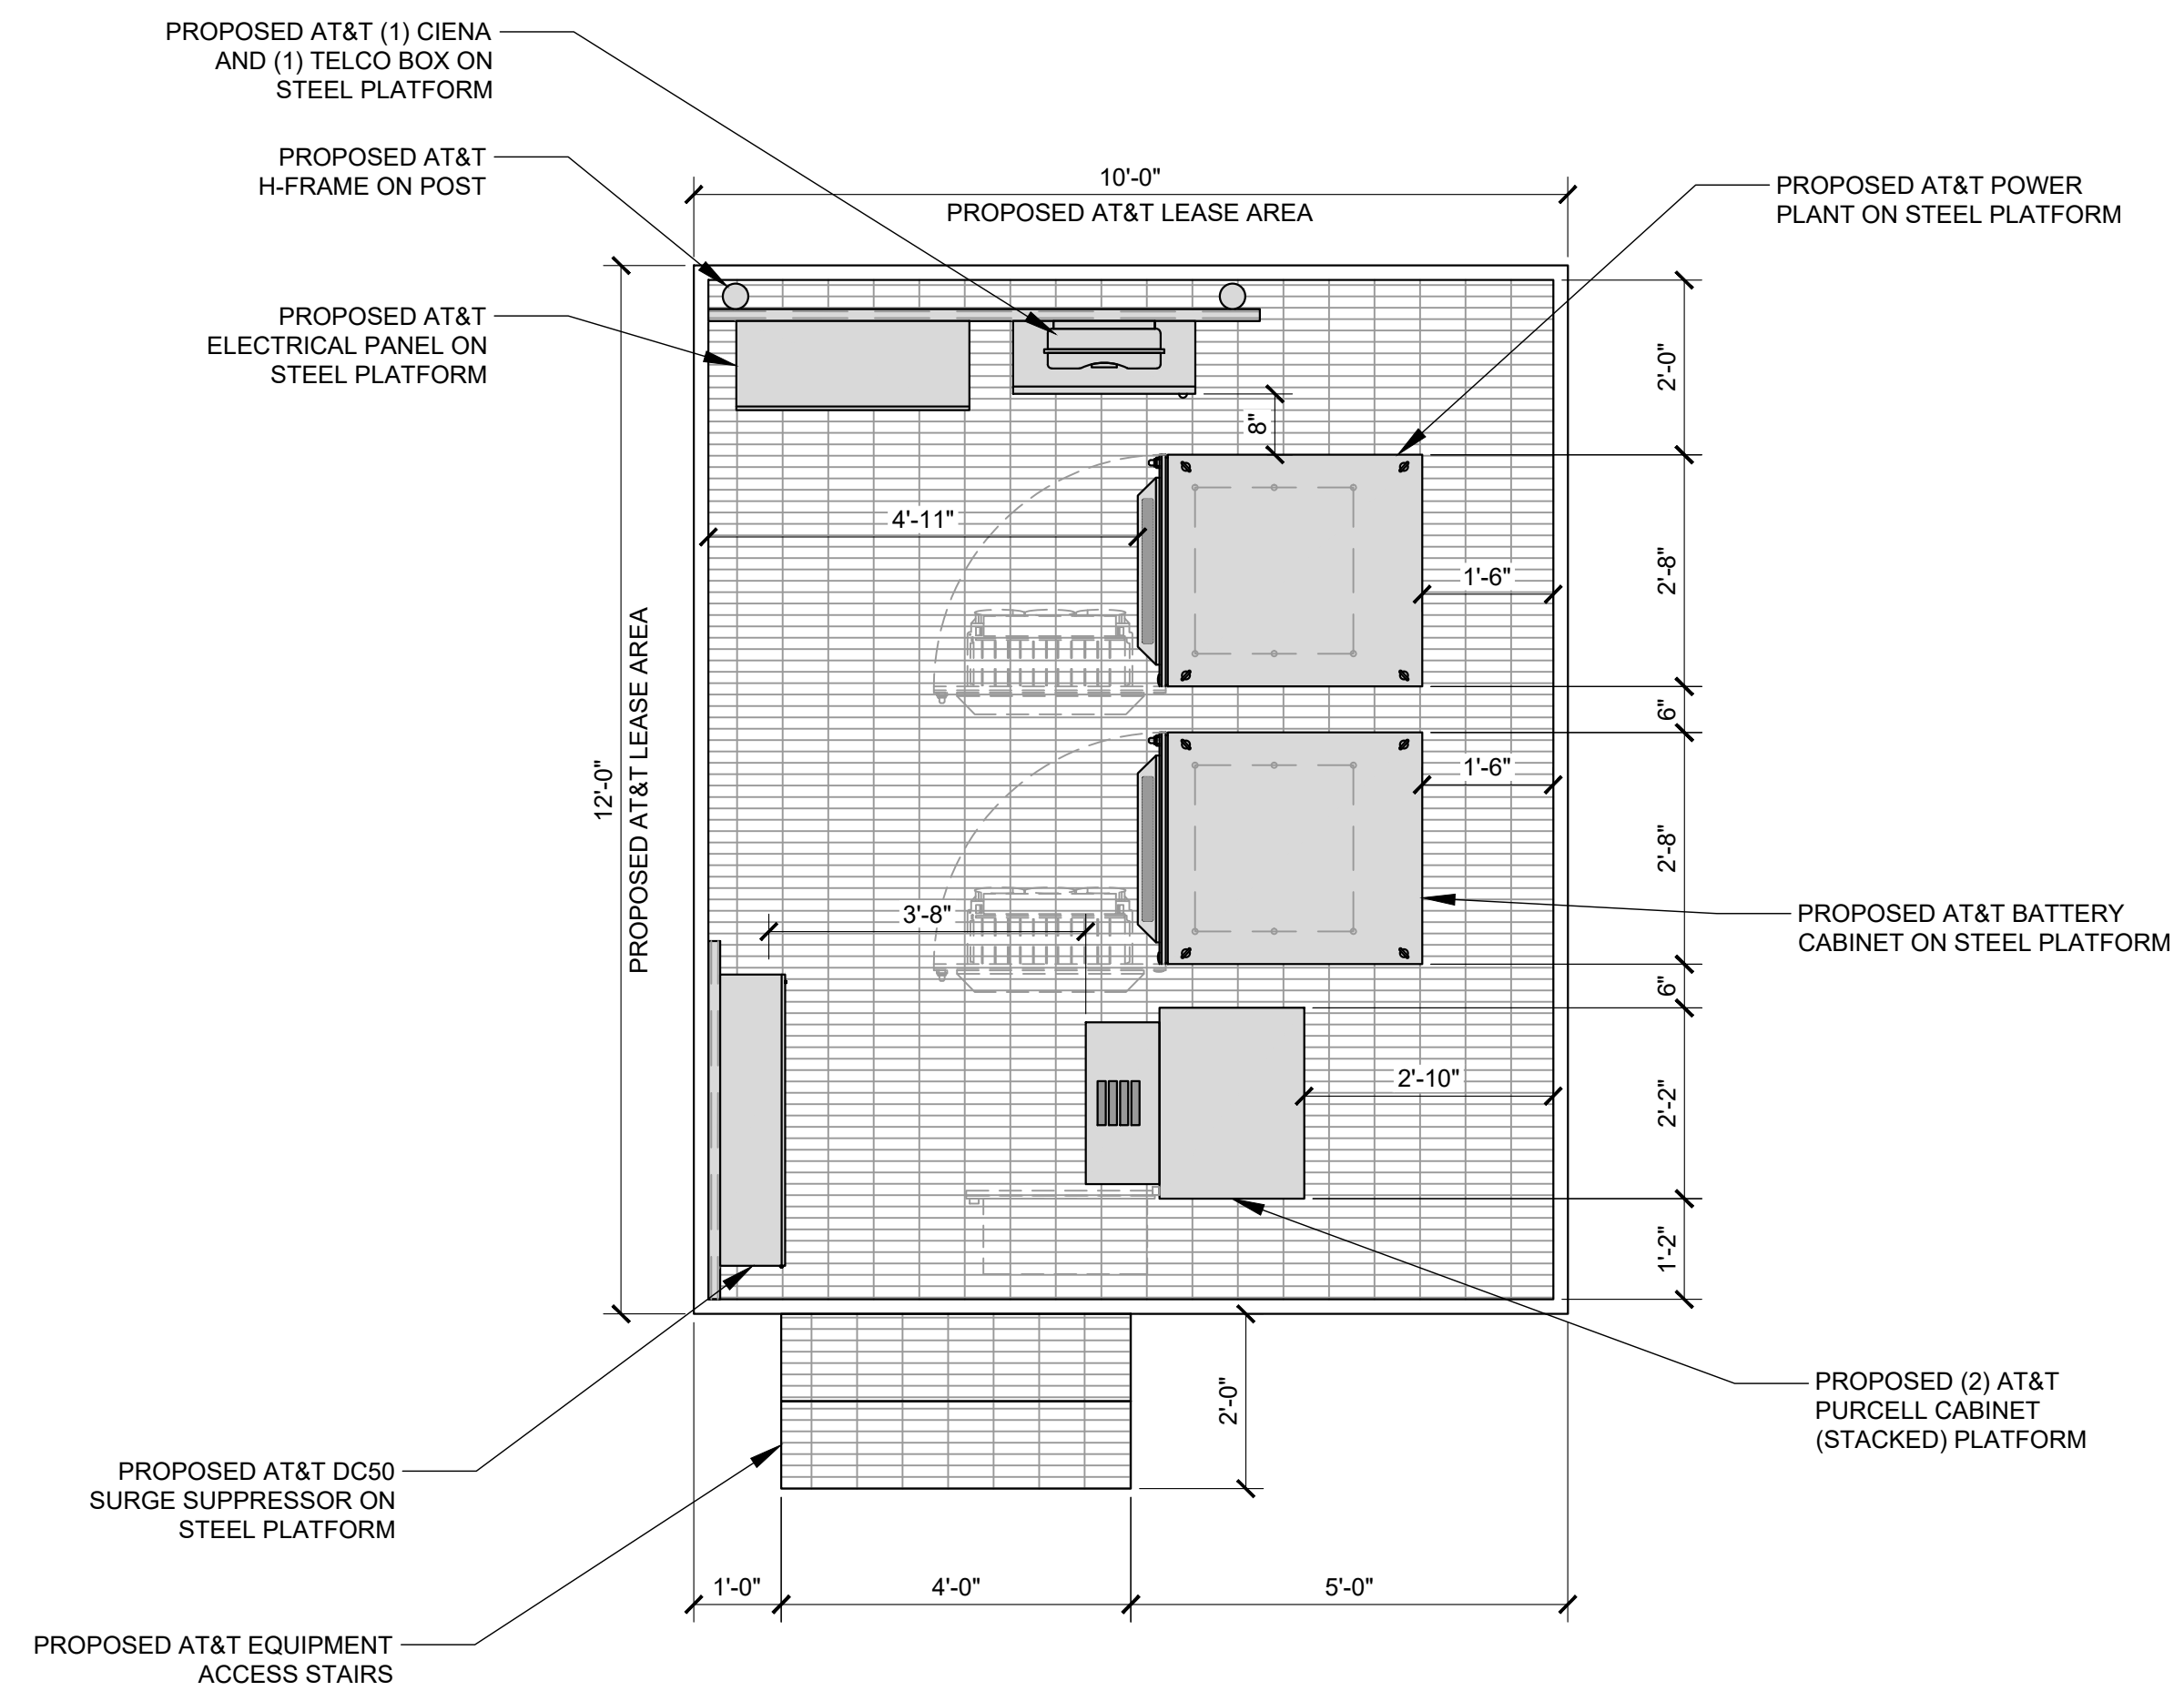 PROPOSED AT&T (1) CIENA
AND (1) TELCO BOX ON
STEEL PLATFORM
PROPOSED AT&T
H-FRAME ON POST
PROPOSED AT&T
ELECTRICAL PANEL ON
STEEL PLATFORM
10'-0"
PROPOSED AT&T LEASE AREA
PROPOSED AT&T POWER
PLANT ON STEEL PLATFORM
12'-0"
PROPOSED AT&T LEASE AREA
8"
4'-11"
1'-6"
1'-6"
3'-8"
2'-10"
2'-0"
2'-8"
6"
2'-8"
6"
2'-2"
1'-2"
PROPOSED AT&T BATTERY
CABINET ON STEEL PLATFORM
PROPOSED (2) AT&T
PURCELL CABINET
(STACKED) PLATFORM
2'-0"
PROPOSED AT&T DC50
SURGE SUPPRESSOR ON
STEEL PLATFORM
1'-0"
4'-0"
5'-0"
PROPOSED AT&T EQUIPMENT
ACCESS STAIRS